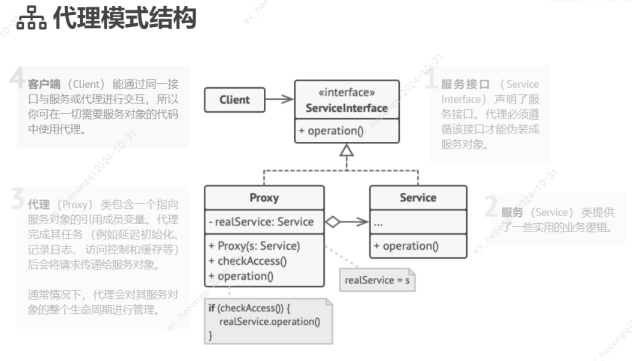 代理模式结构
4
客户端 （Client） 能通过同一接
口与服务或代理进行交互，所以
你可在一切需要服务对象的代码
中使用代理。
Client
«interface»
ServiceInterface
+ operation()
1
服务接口 （Service
Interface） 声明了服
务接口。 代理必须遵
循该接口才能伪装成
服务对象。
3
代理 （Proxy） 类包含一个指向
服务对象的引用成员变量。 代理
完成其任务 （例如延迟初始化、
记录日志、 访问控制和缓存等）
后会将请求传递给服务对象。
通常情况下，代理会对其服务对
象的整个生命周期进行管理。
Proxy
- realService: Service
+ Proxy(s: Service)
+ checkAccess()
+ operation()
Service
...
+ operation()
2
服务 （Service） 类提供
了一些实用的业务逻辑。
realService = s
if (checkAccess()) {
realService.operation()
}